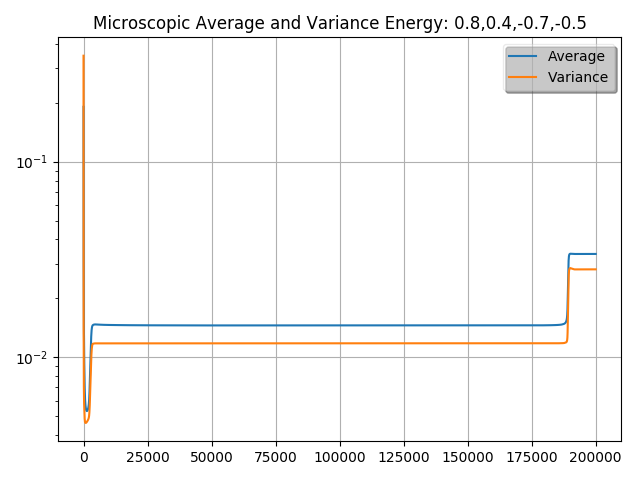 Microscopic Average and Variance Energy: 0.8,0.4,-0.7,-0.5
Average
Variance
10⁻¹
10⁻²
0 25000 50000 75000 100000 125000 150000 175000 200000